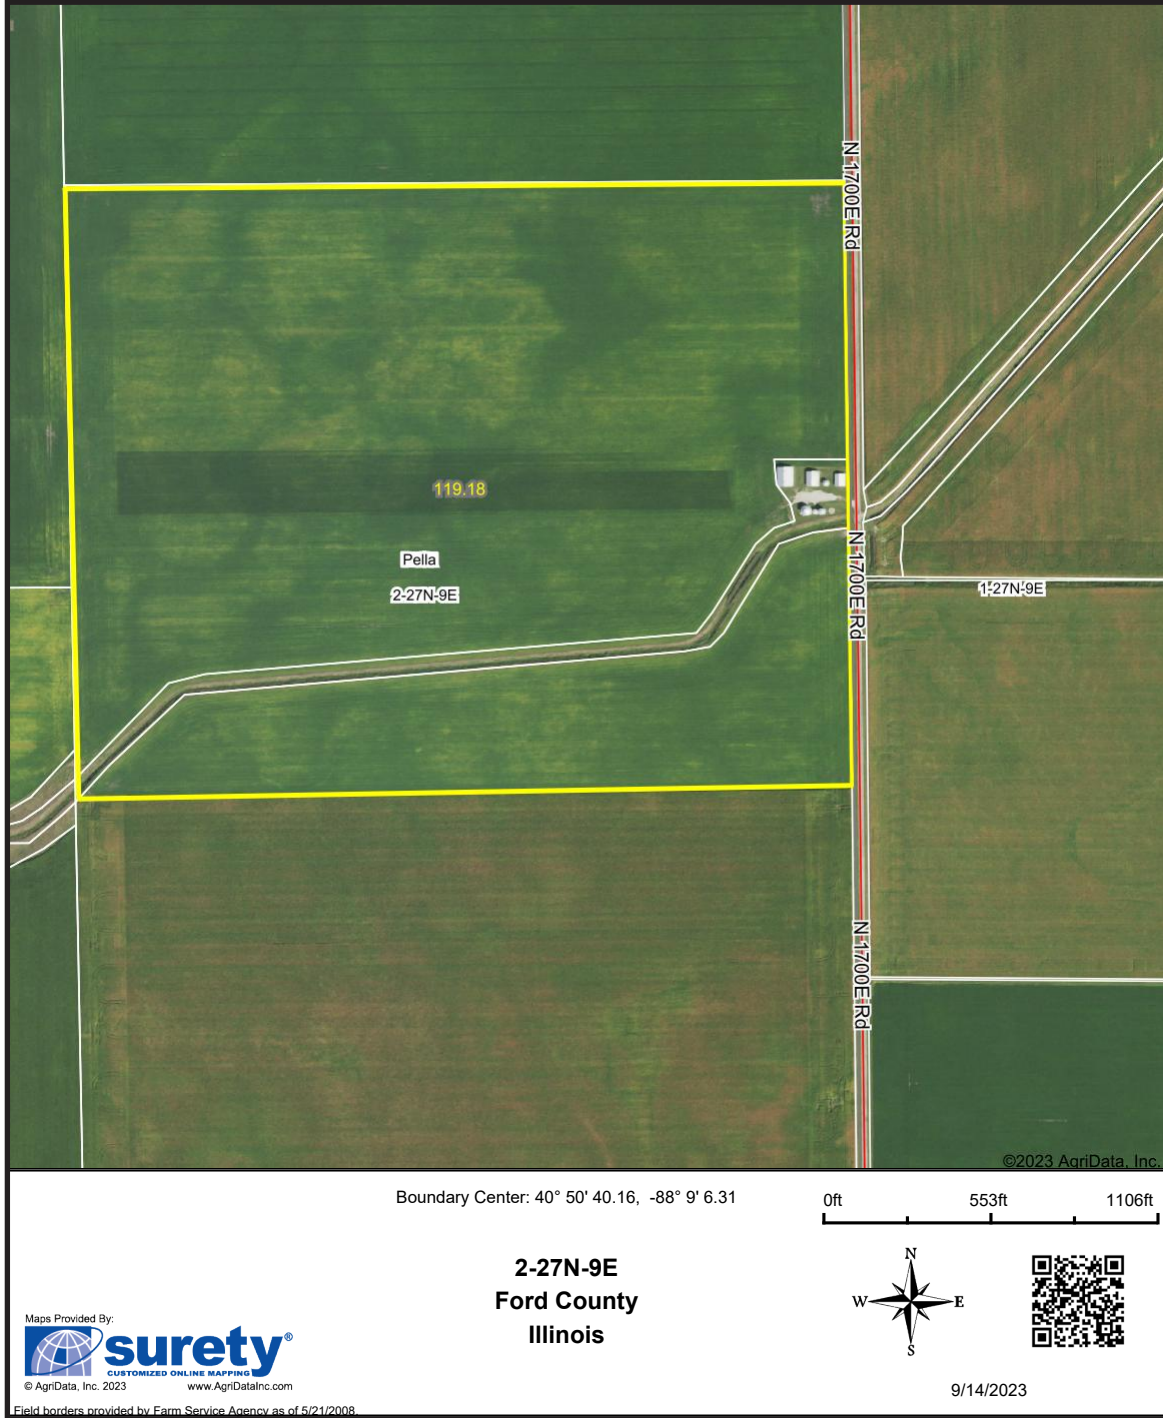 N 1700E Rd
119.18
Pella
2-27N-9E
N 1700E Rd
1-27N-9E
N 1700E Rd
©2023 AgriData, Inc.
Boundary Center: 40° 50' 40.16, -88° 9' 6.31
0ft 553ft 1106ft
2-27N-9E
Ford County
Illinois
N
W E
S
Maps Provided By:
surety®
CUSTOMIZED ONLINE MAPPING
© AgriData, Inc. 2023 www.AgriDataInc.com
9/14/2023
Field borders provided by Farm Service Agency as of 5/21/2008.